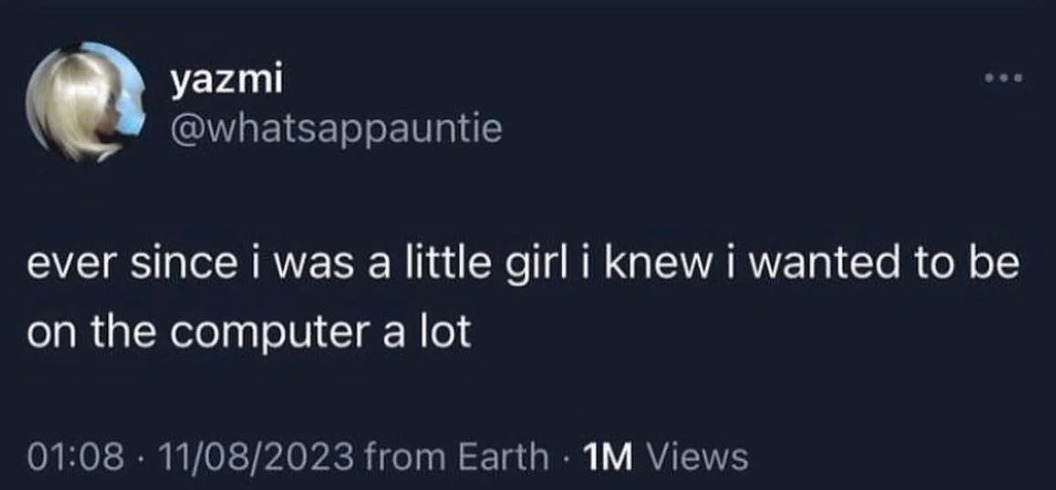 yazmi
@whatsappauntie
ever since i was a little girl i knew i wanted to be
on the computer a lot
01:08 · 11/08/2023 from Earth · 1M Views